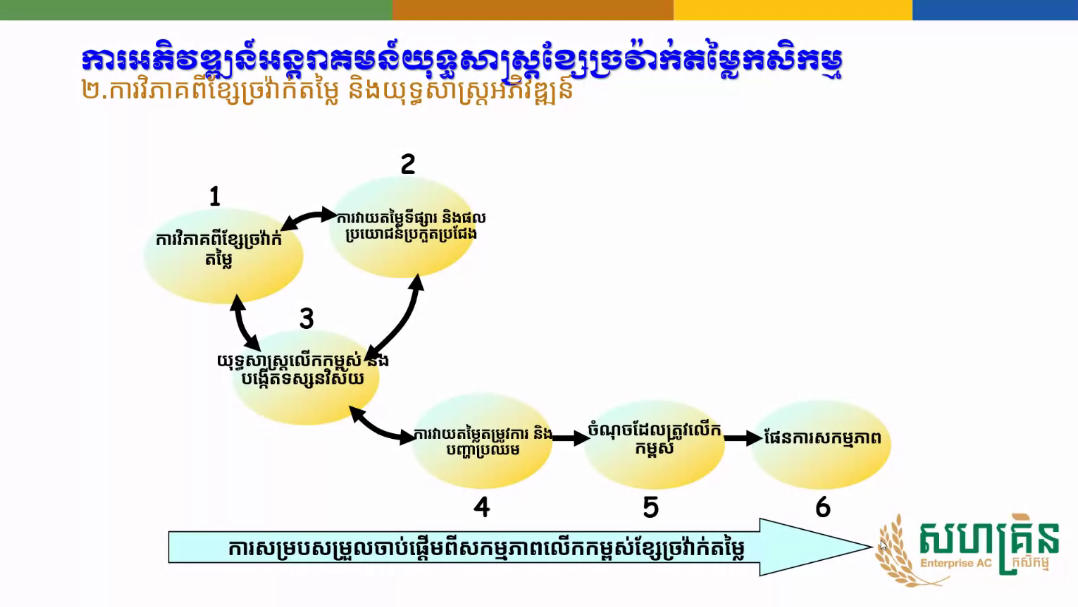 ការអភិវឌ្ឍន៍អន្តរាគមន៍យុទ្ធសាស្ត្រខ្សែច្រវ៉ាក់តម្លៃកសិកម្ម
២.ការវិភាគពីខ្សែច្រវ៉ាក់តម្លៃ និងយុទ្ធសាស្ត្រអភិវឌ្ឍន៍
1
ការវិភាគពីខ្សែច្រវ៉ាក់
តម្លៃ
2
ការវាយតម្លៃទីផ្សារ និងផល
ប្រយោជន៍ប្រកួតប្រជែង
3
យុទ្ធសាស្ត្រលើកកម្ពស់ និង
បង្កើតទស្សនវិស័យ
ការវាយតម្លៃតម្រូវការ និង
បញ្ហាប្រឈម
4
ចំណុចដែលត្រូវលើក
កម្ពស់
5
ផែនការសកម្មភាព
6
ការសម្របសម្រួលចាប់ផ្តើមពីសកម្មភាពលើកកម្ពស់ខ្សែច្រវ៉ាក់តម្លៃ
សហគ្រិន
Enterprise AC កសិកម្ម